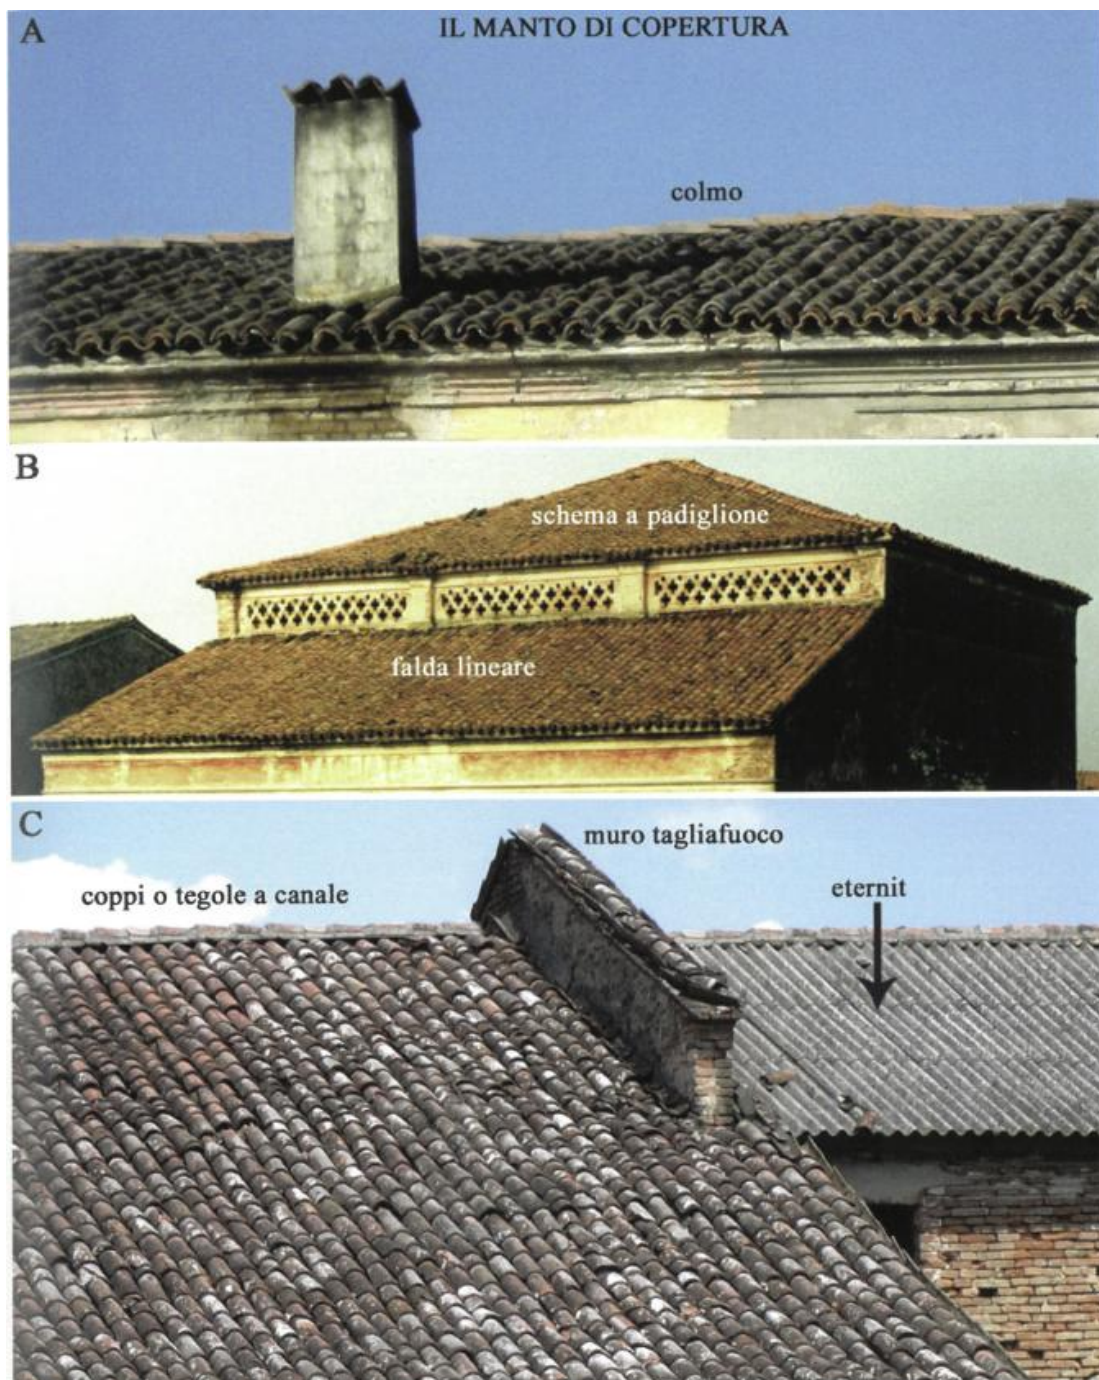 A
IL MANTO DI COPERTURA
colmo
B
schema a padiglione
falda lineare
C
muro tagliafuoco
coppi o tegole a canale
eternit